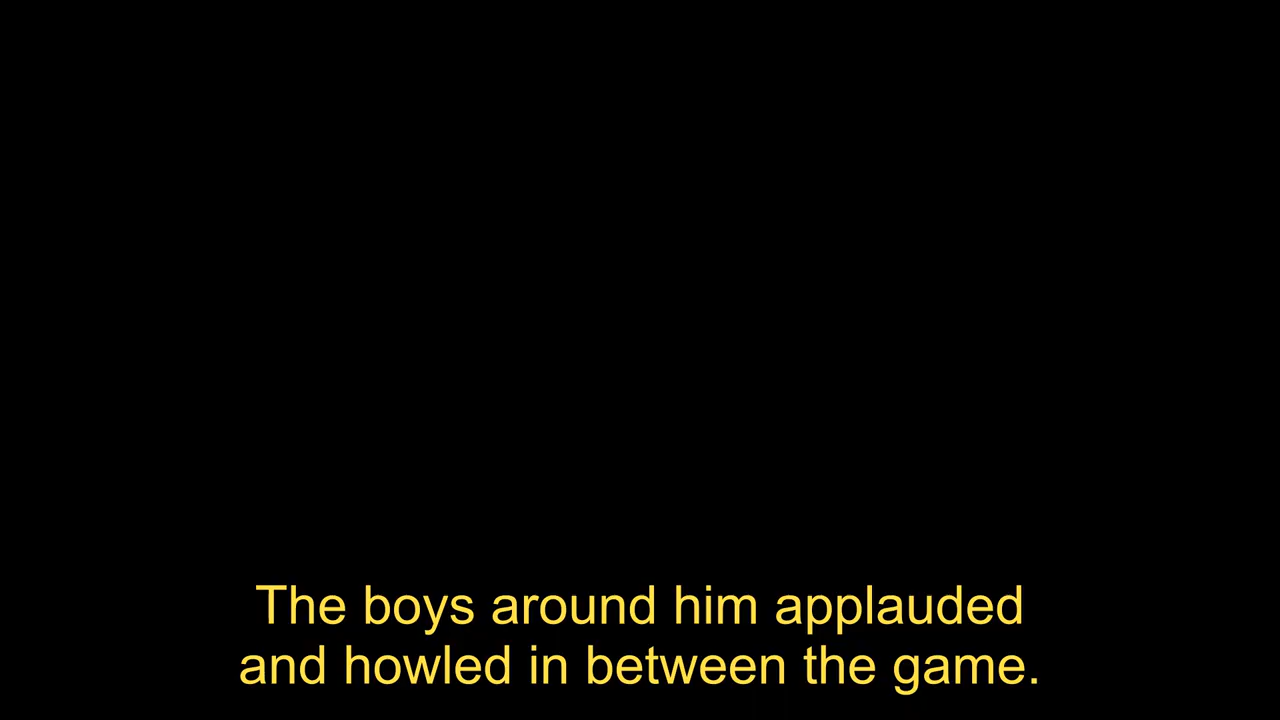 The boys around him applauded
and howled in between the game.